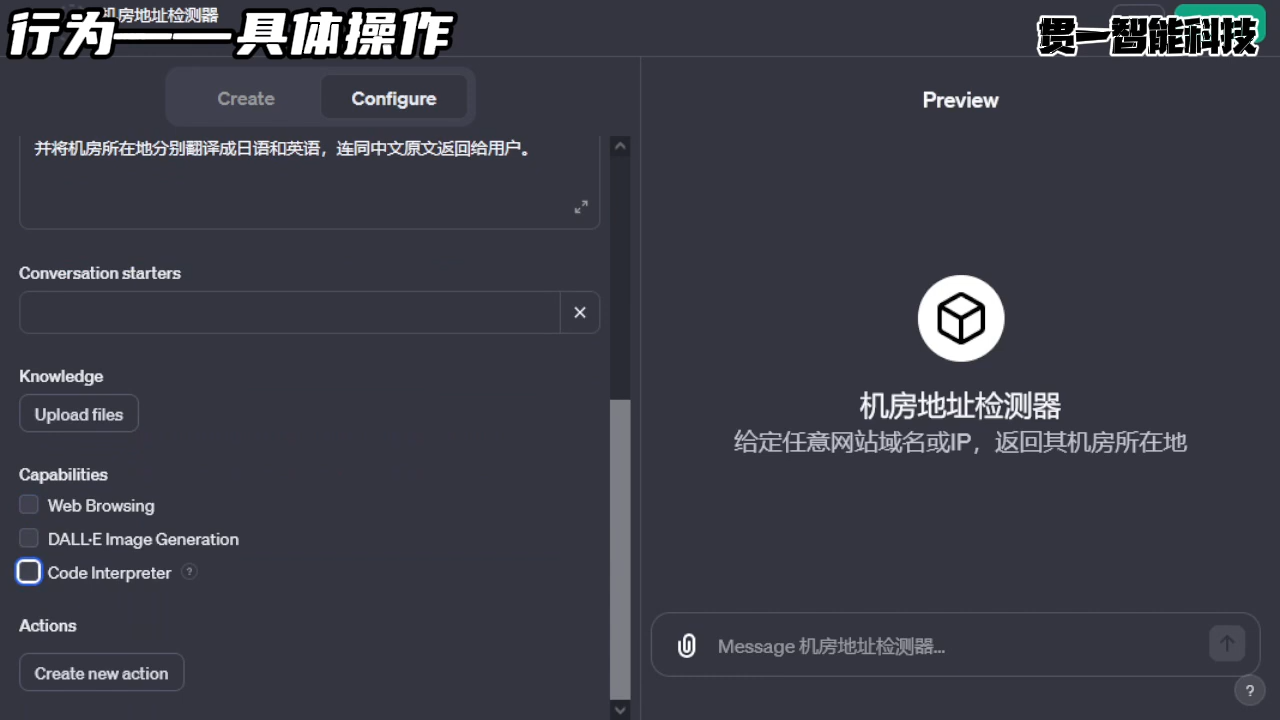 机房地址检测器
行为——具体操作
贯一智能科技
Create
Configure
Preview
并将机房所在地分别翻译成日语和英语，连同中文原文返回给用户。
Conversation starters
Knowledge
Upload files
Capabilities
Web Browsing
DALL·E Image Generation
Code Interpreter ?
Actions
Create new action
机房地址检测器
给定任意网站域名或IP，返回其机房所在地
Message 机房地址检测器…
?